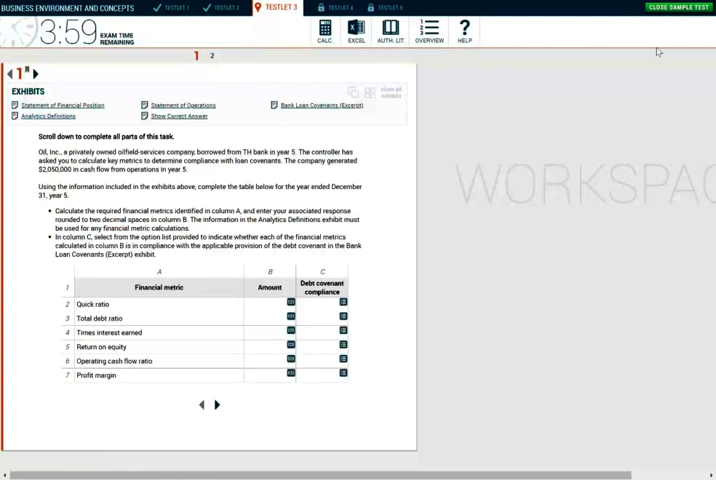 BUSINESS ENVIRONMENT AND CONCEPTS
TESTLET 1
TESTLET 2
TESTLET 3
TESTLET 4
TESTLET 5
CLOSE SAMPLE TEST
3:59 EXAM TIME REMAINING
CALC.
EXCEL
AUTH. LIT.
OVERVIEW
HELP
1 2
1
EXHIBITS
close all exhibits
Statement of Financial Position
Statement of Operations
Bank Loan Covenants (Excerpt)
Analytics Definitions
Show Correct Answer
Scroll down to complete all parts of this task.
Oil, Inc., a privately owned oilfield-services company, borrowed from TH bank in year 5. The controller has
asked you to calculate key metrics to determine compliance with loan covenants. The company generated
$2,050,000 in cash flow from operations in year 5.
Using the information included in the exhibits above, complete the table below for the year ended December
31, year 5.
• Calculate the required financial metrics identified in column A, and enter your associated response
rounded to two decimal spaces in column B. The information in the Analytics Definitions exhibit must
be used for any financial metric calculations.
• In column C, select from the option list provided to indicate whether each of the financial metrics
calculated in column B is in compliance with the applicable provision of the debt covenant in the Bank
Loan Covenants (Excerpt) exhibit.
A B C
1 Financial metric Amount Debt covenant compliance
2 Quick ratio
3 Total debt ratio
4 Times interest earned
5 Return on equity
6 Operating cash flow ratio
7 Profit margin
WORKSPAC